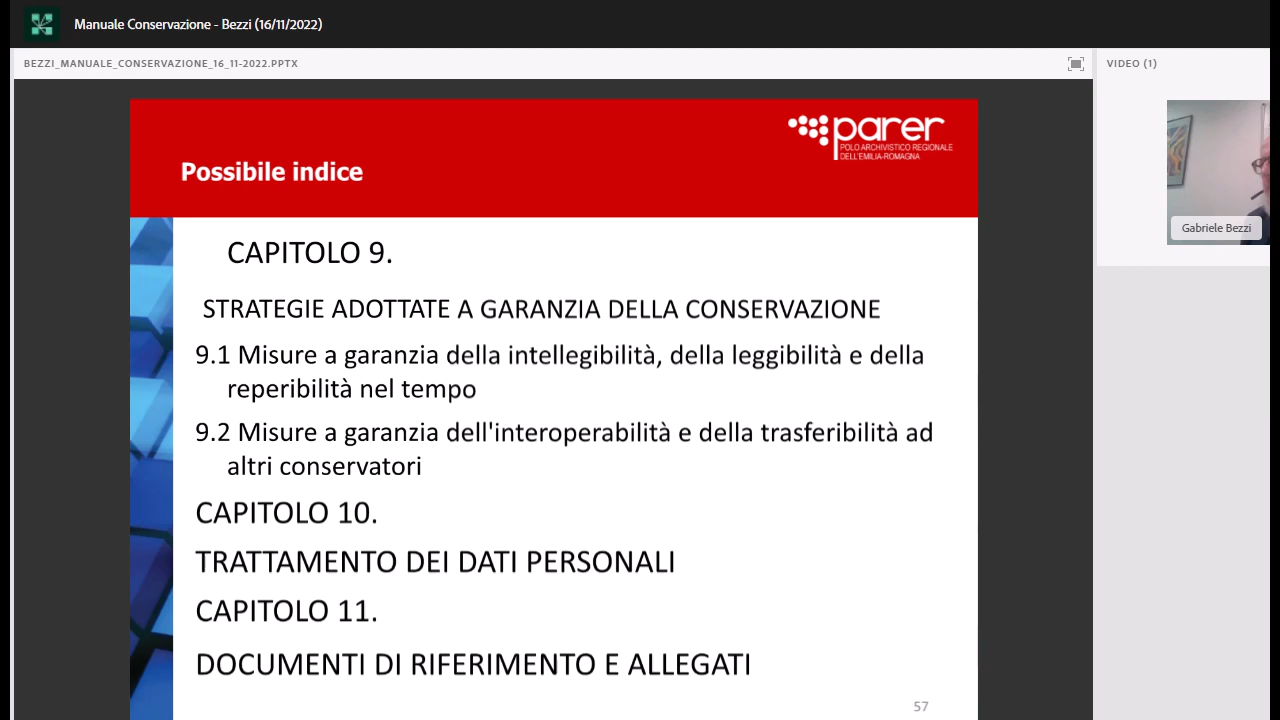 Manuale Conservazione - Bezzi (16/11/2022)
BEZZI_MANUALE_CONSERVAZIONE_16_11-2022.PPTX
VIDEO (1)
parer
POLO ARCHIVISTICO REGIONALE
DELL'EMILIA-ROMAGNA
Possibile indice
CAPITOLO 9.
STRATEGIE ADOTTATE A GARANZIA DELLA CONSERVAZIONE
9.1 Misure a garanzia della intellegibilità, della leggibilità e della
reperibilità nel tempo
9.2 Misure a garanzia dell'interoperabilità e della trasferibilità ad
altri conservatori
CAPITOLO 10.
TRATTAMENTO DEI DATI PERSONALI
CAPITOLO 11.
DOCUMENTI DI RIFERIMENTO E ALLEGATI
57
Gabriele Bezzi